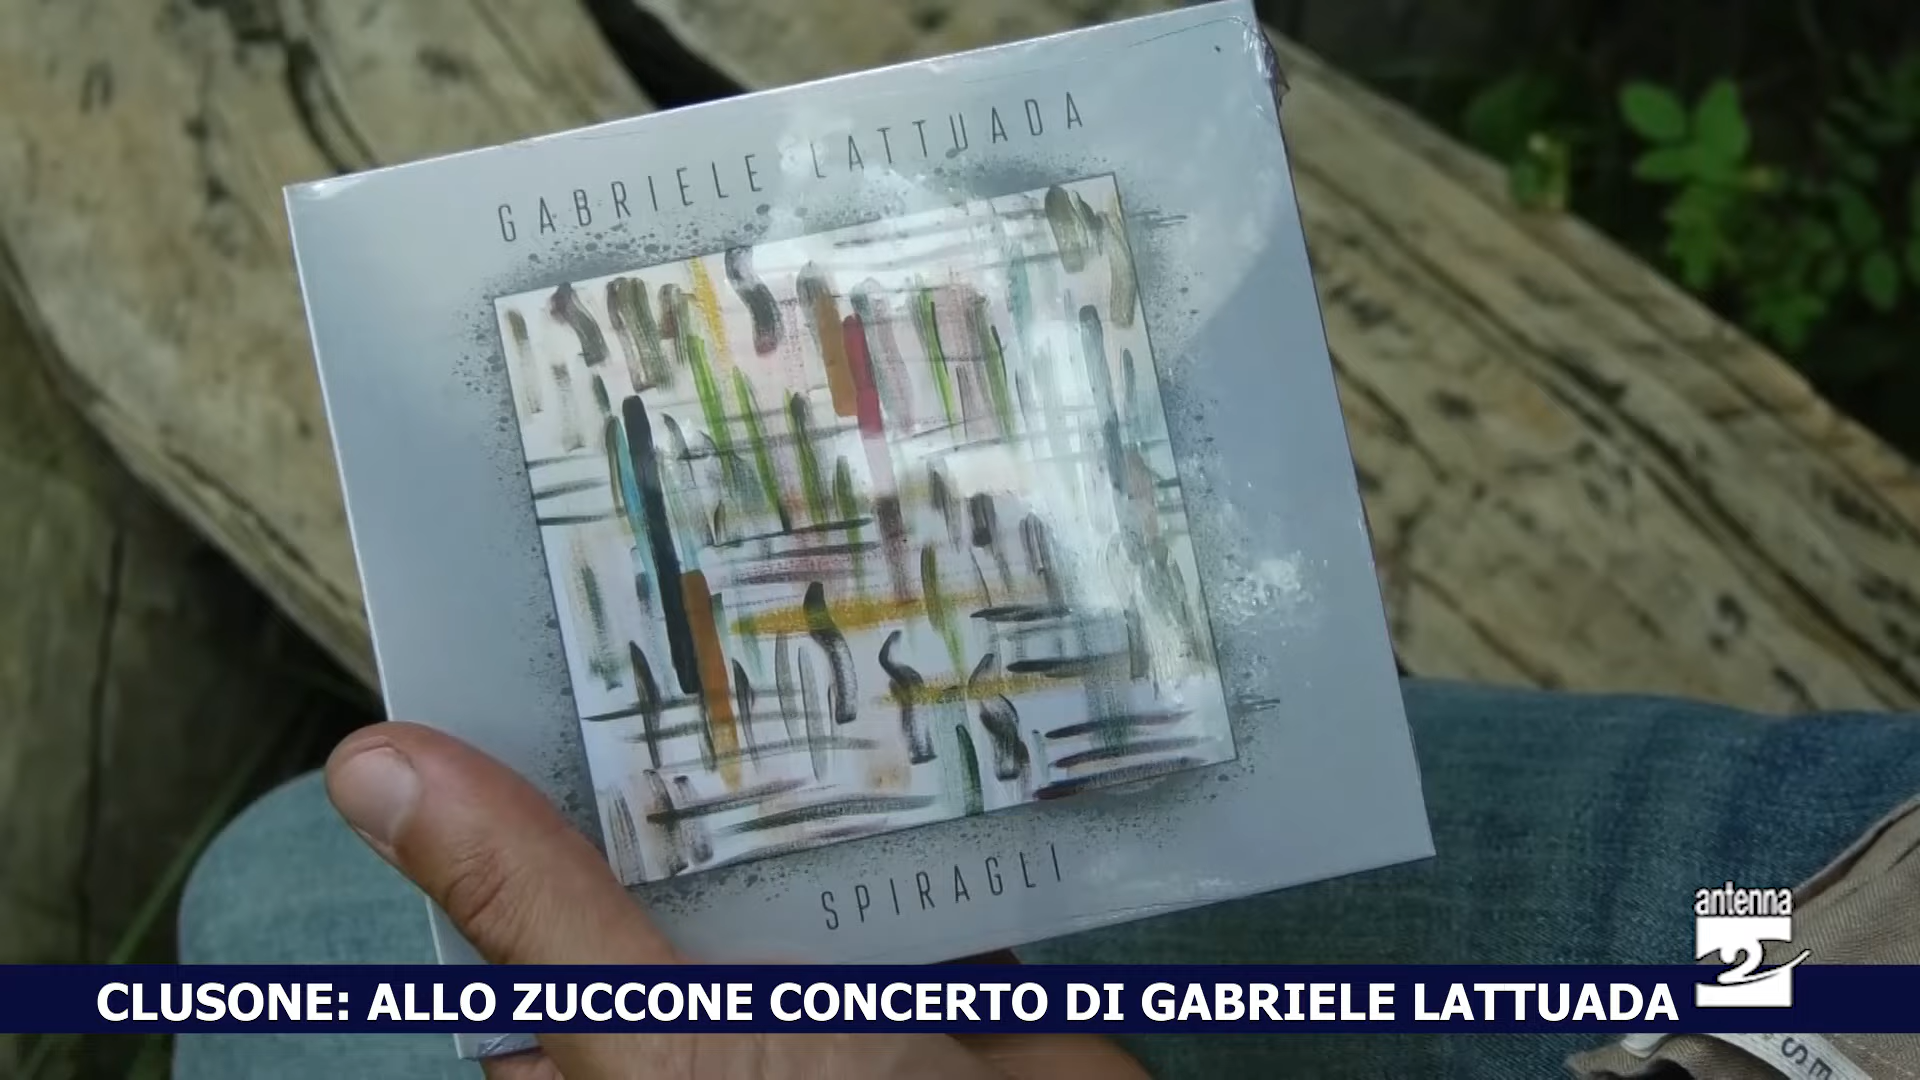 GABRIELE LATTUADA
SPIRAGLI
antenna
2
CLUSONE: ALLO ZUCCONE CONCERTO DI GABRIELE LATTUADA